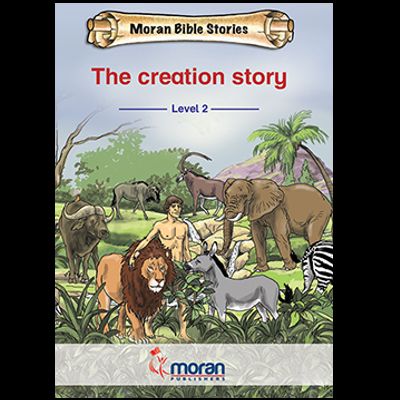 Moran Bible Stories
The creation story
Level 2
moran
PUBLISHERS